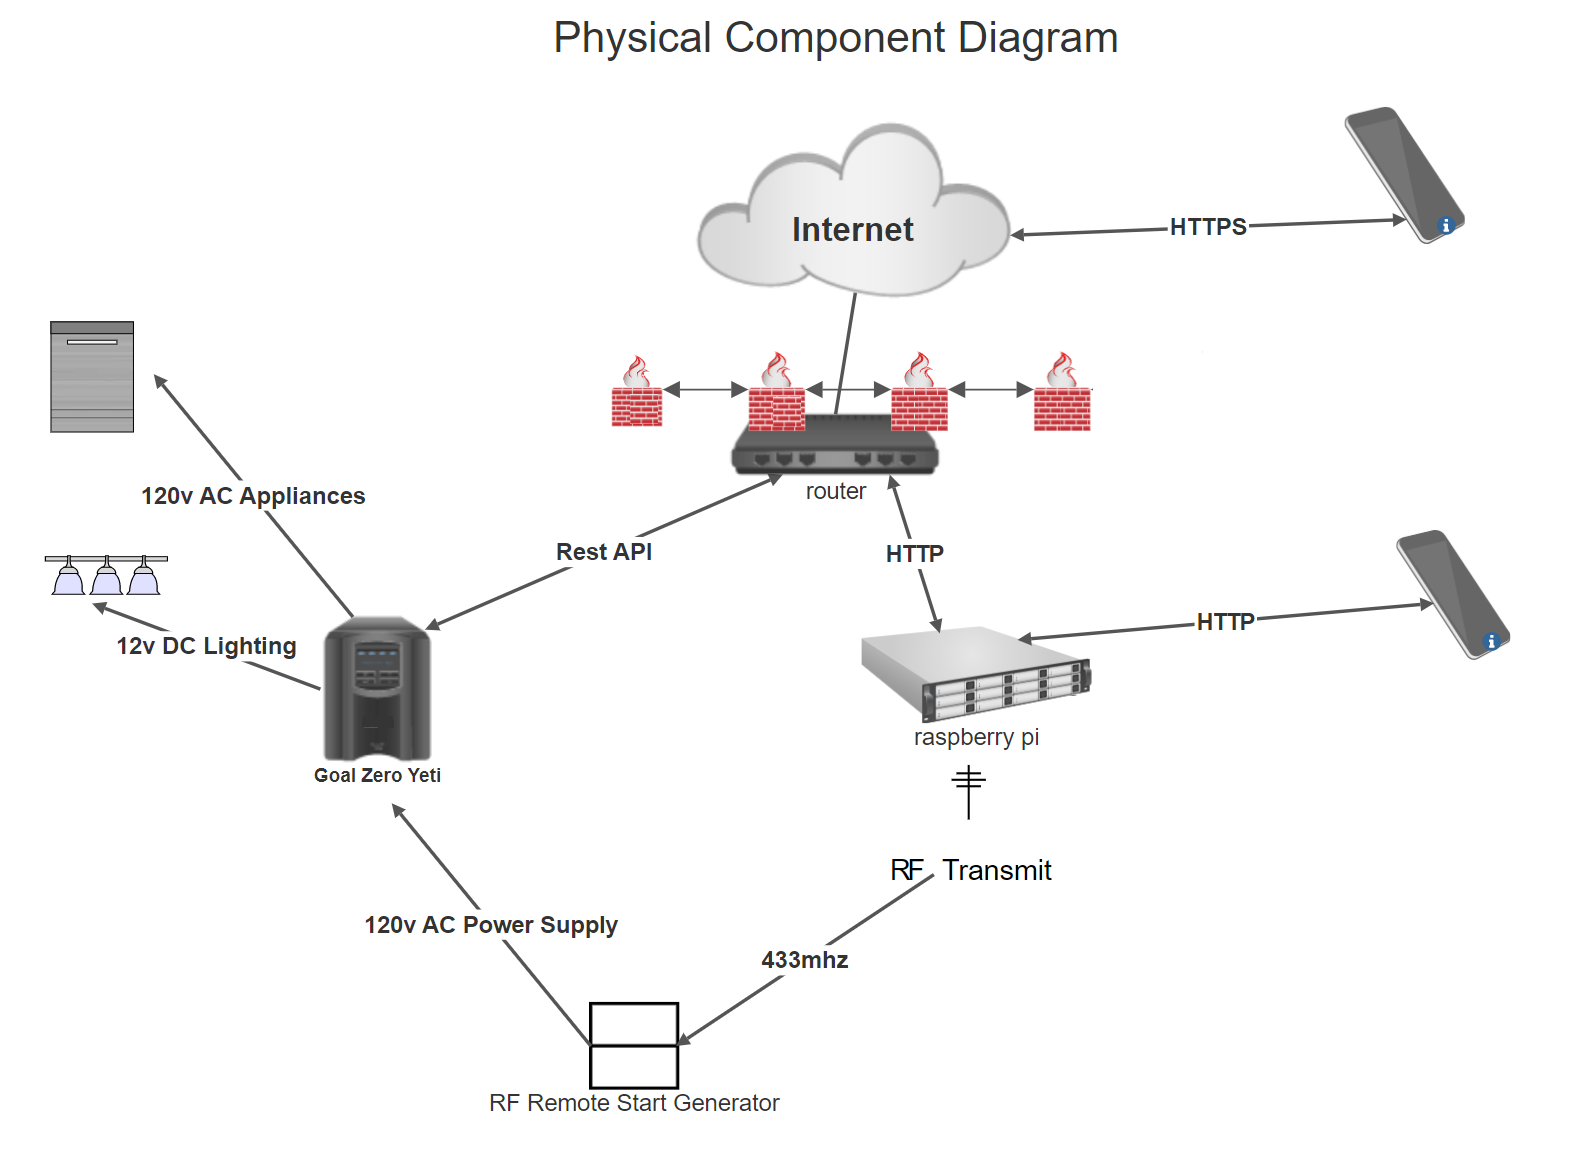 Physical Component Diagram
Internet
HTTPS
router
120v AC Appliances
Rest API
HTTP
HTTP
12v DC Lighting
raspberry pi
Goal Zero Yeti
RF Transmit
120v AC Power Supply
433mhz
RF Remote Start Generator